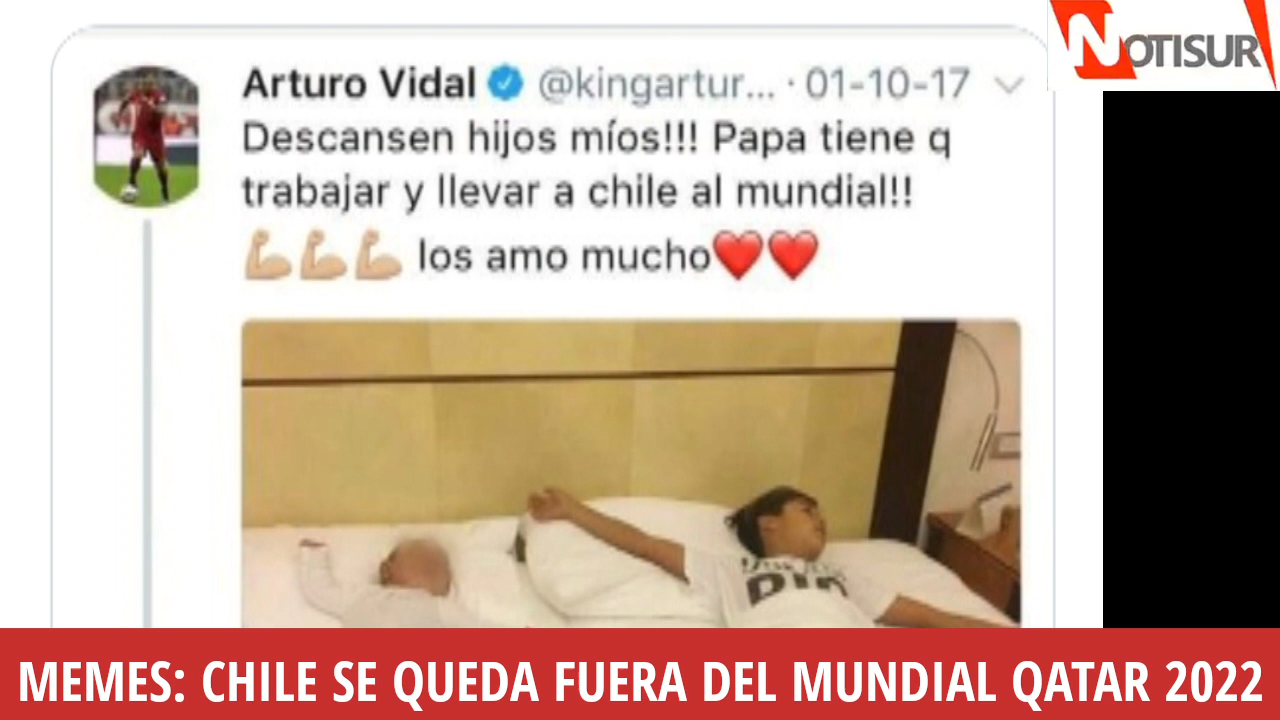 NOTISUR
Arturo Vidal @kingartur... · 01-10-17
Descansen hijos míos!!! Papa tiene q
trabajar y llevar a chile al mundial!!
💪🏼💪🏼💪🏼 los amo mucho❤️❤️
MEMES: CHILE SE QUEDA FUERA DEL MUNDIAL QATAR 2022